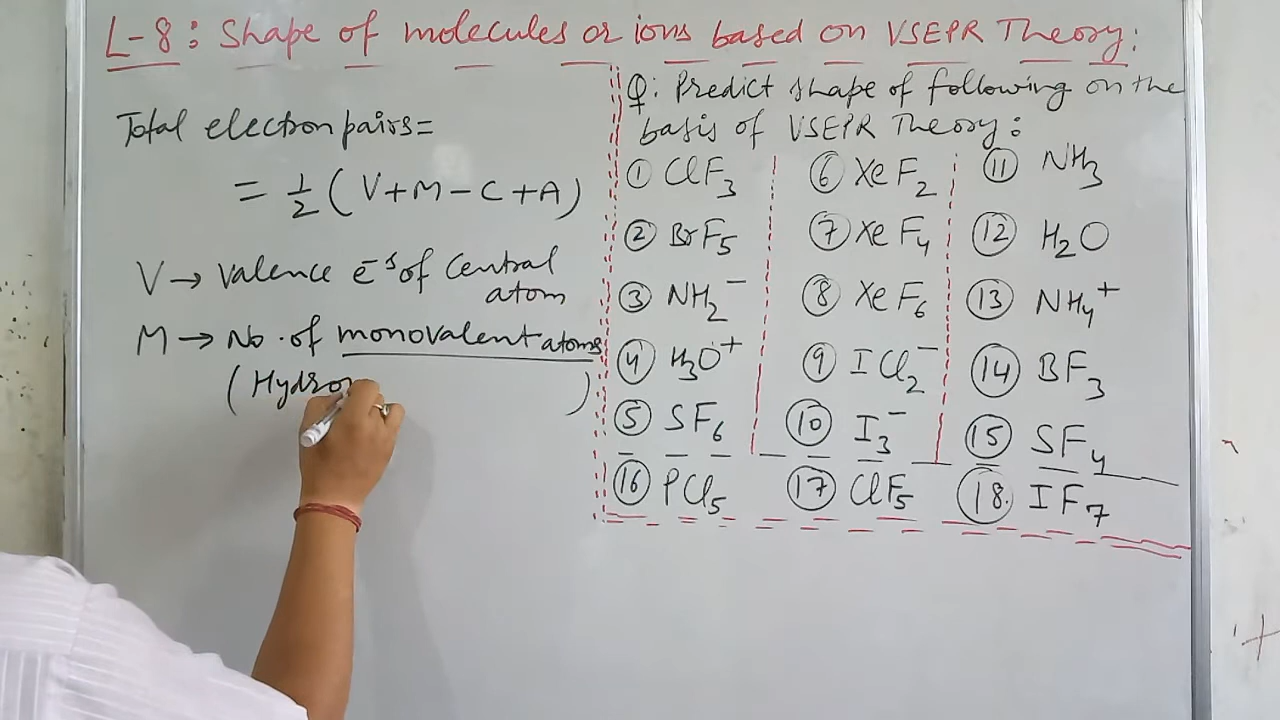 L-8: Shape of molecules or ions based on VSEPR Theory:
Total electron pairs =
= 1/2 (V+M-C+A)
V → Valence e⁻s of Central
atom
M → No. of monovalent atoms
(Hydro )
Q: Predict shape of following on the
basis of VSEPR Theory:
① ClF₃ ⑥ XeF₂ ⑪ NH₃
② BrF₅ ⑦ XeF₄ ⑫ H₂O
③ NH₂⁻ ⑧ XeF₆ ⑬ NH₄⁺
④ H₃O⁺ ⑨ ICl₂⁻ ⑭ BF₃
⑤ SF₆ ⑩ I₃⁻ ⑮ SF₄
⑯ PCl₅ ⑰ ClF₅ ⑱ IF₇